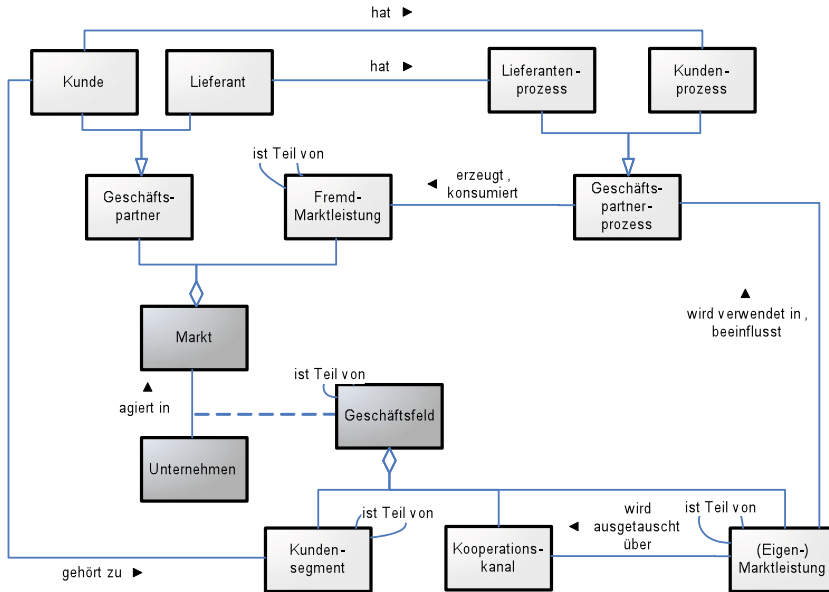 hat ►
Kunde
Lieferant
hat ►
Lieferanten-
prozess
Kunden-
prozess
ist Teil von
Geschäfts-
partner
Fremd-
Marktleistung
◄ erzeugt ,
konsumiert
Geschäfts-
partner-
prozess
Markt
▲
wird verwendet in ,
beeinflusst
▲
agiert in
ist Teil von
Geschäftsfeld
Unternehmen
ist Teil von
Kunden-
segment
Kooperations-
kanal
◄ wird
ausgetauscht
über
ist Teil von
(Eigen-)
Marktleistung
gehört zu ►